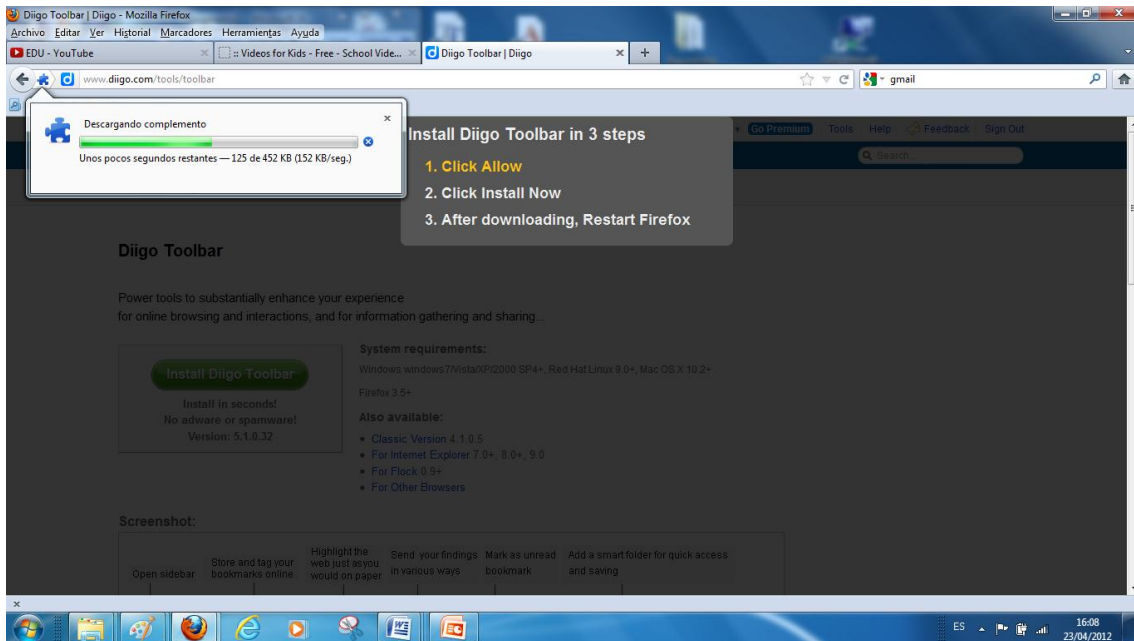 Diigo Toolbar | Diigo - Mozilla Firefox
Archivo Editar Ver Historial Marcadores Herramientas Ayuda
EDU - YouTube
:: Videos for Kids - Free - School Vide...
Diigo Toolbar | Diigo
www.diigo.com/tools/toolbar
gmail
Descargando complemento
Unos pocos segundos restantes — 125 de 452 KB (152 KB/seg.)
Install Diigo Toolbar in 3 steps
1. Click Allow
2. Click Install Now
3. After downloading, Restart Firefox
Go Premium Tools Help Feedback Sign Out
Search...
Diigo Toolbar
Power tools to substantially enhance your experience
for online browsing and interactions, and for information gathering and sharing...
Install Diigo Toolbar
Install in seconds!
No adware or spamware!
Version: 5.1.0.32
System requirements:
Windows windows7/Vista/XP/2000 SP4+, Red Hat Linux 9.0+, Mac OS X 10.2+
Firefox 3.5+
Also available:
Classic Version 4.1.0.5
For Internet Explorer 7.0+, 8.0+, 9.0
For Flock 0.9+
For Other Browsers
Screenshot:
Open sidebar
Store and tag your
bookmarks online
Highlight the
web just as you
would on paper
Send your findings
in various ways
Mark as unread
bookmark
Add a smart folder for quick access
and saving
ES
16:08
23/04/2012